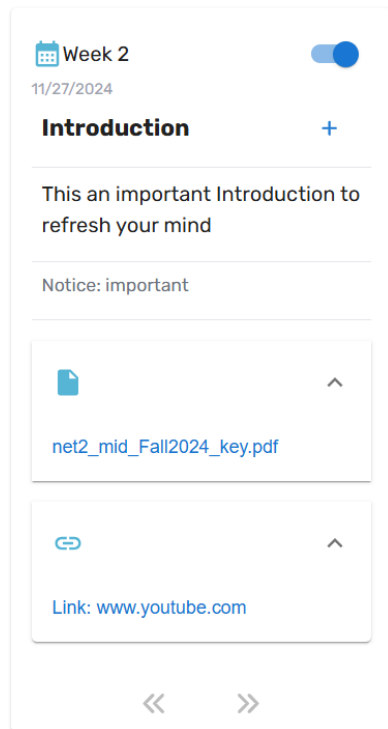 Week 2
11/27/2024
Introduction
This an important Introduction to
refresh your mind
Notice: important
net2_mid_Fall2024_key.pdf
Link: www.youtube.com